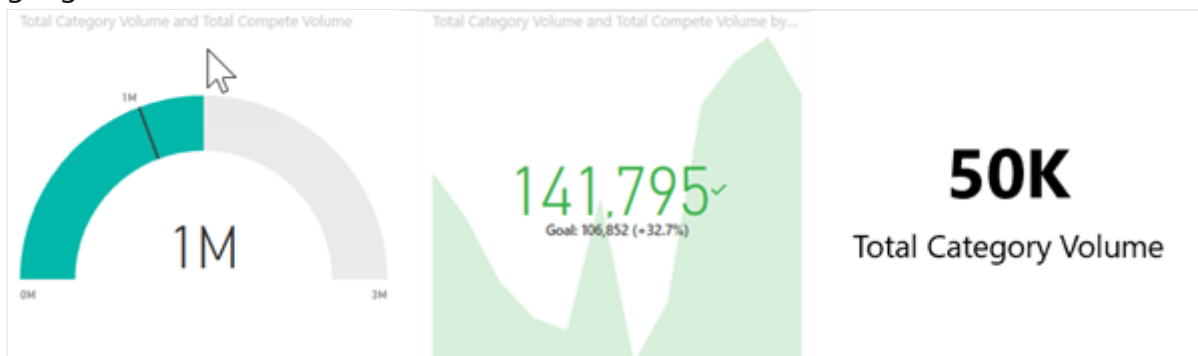 Total Category Volume and Total Compete Volume
1M
1M
0M
3M
Total Category Volume and Total Compete Volume by...
141,795
Goal: 106,852 (+32.7%)
50K
Total Category Volume